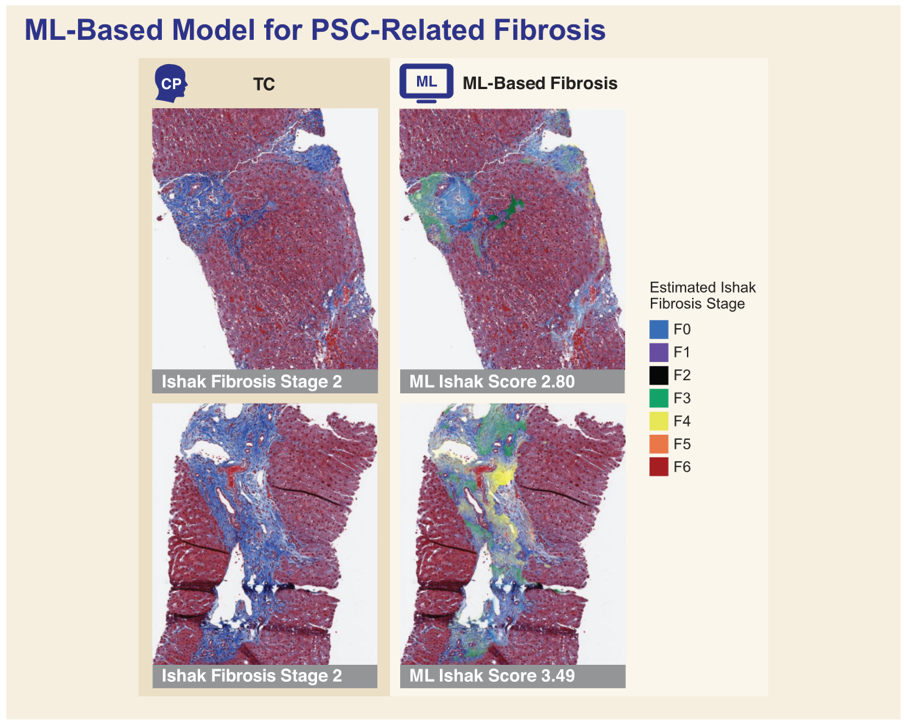 ML-Based Model for PSC-Related Fibrosis
CP
TC
ML
ML-Based Fibrosis
Ishak Fibrosis Stage 2
ML Ishak Score 2.80
Estimated Ishak
Fibrosis Stage
F0
F1
F2
F3
F4
F5
F6
Ishak Fibrosis Stage 2
ML Ishak Score 3.49